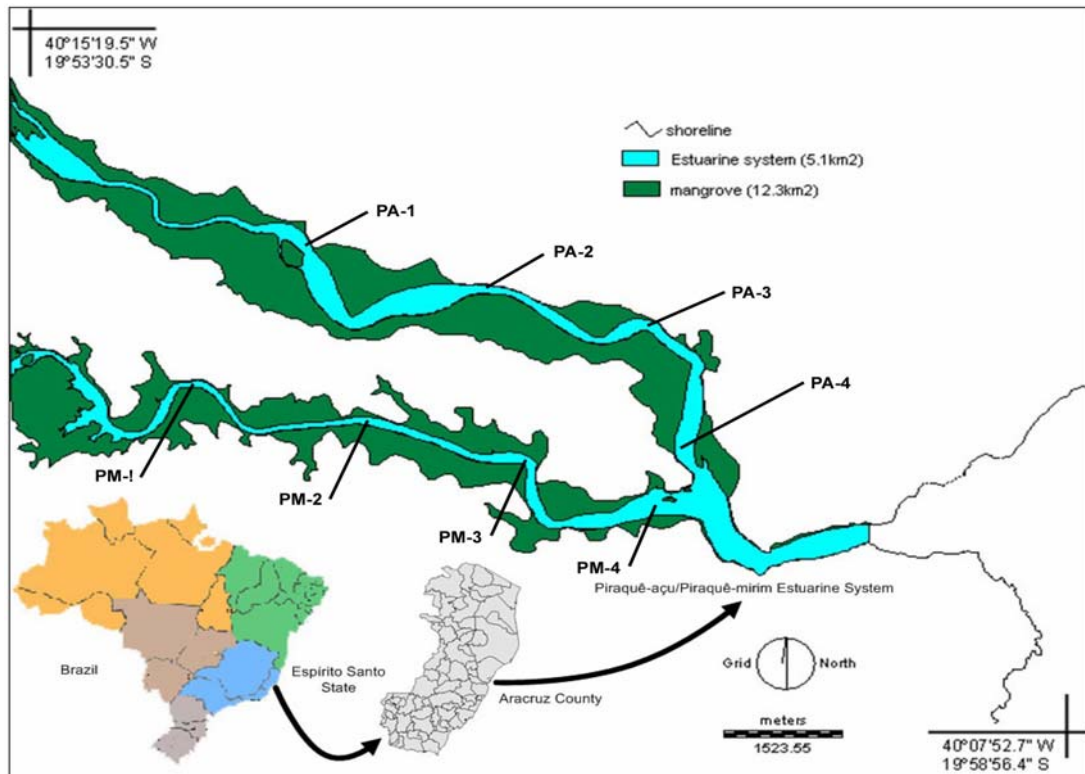 40°15'19.5" W
19°53'30.5" S
shoreline
Estuarine system (5.1km2)
mangrove (12.3km2)
PA-1
PA-2
PA-3
PA-4
PM-!
PM-2
PM-3
PM-4
Piraquê-açu/Piraquê-mirim Estuarine System
Brazil
Espírito Santo
State
Aracruz County
Grid North
meters
1523.55
40°07'52.7" W
19°58'56.4" S